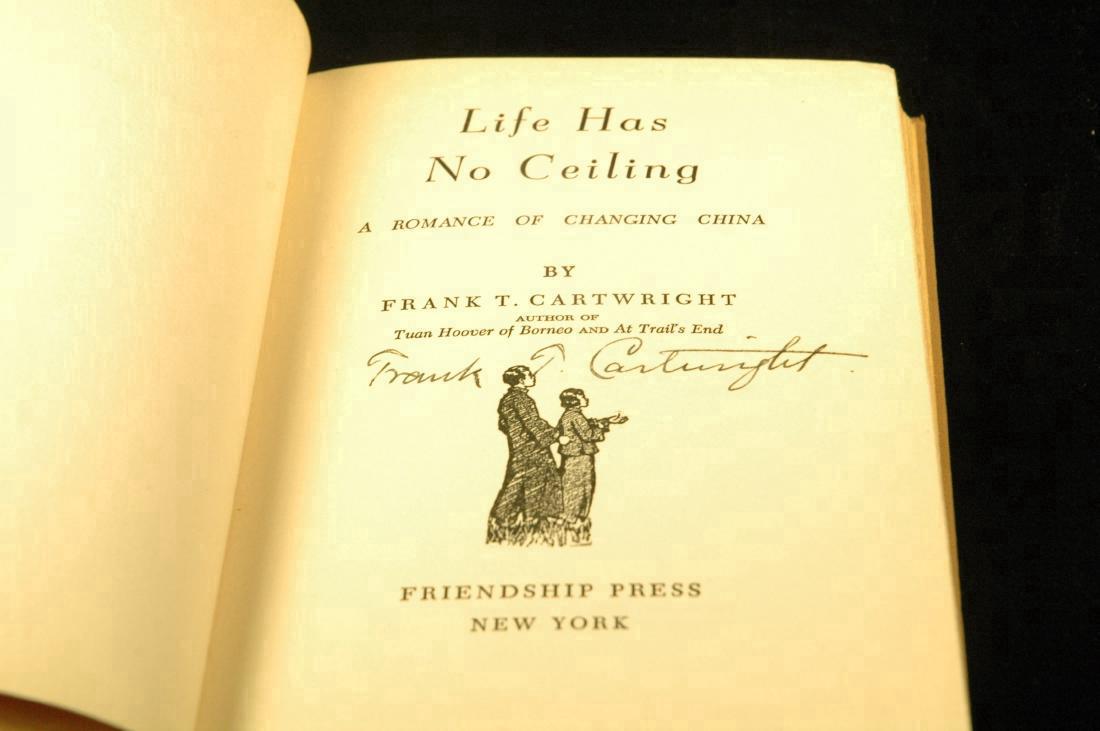 Life Has
No Ceiling
A ROMANCE OF CHANGING CHINA
BY
FRANK T. CARTWRIGHT
AUTHOR OF
Tuan Hoover of Borneo AND At Trail's End
Frank T. Cartwright
FRIENDSHIP PRESS
NEW YORK